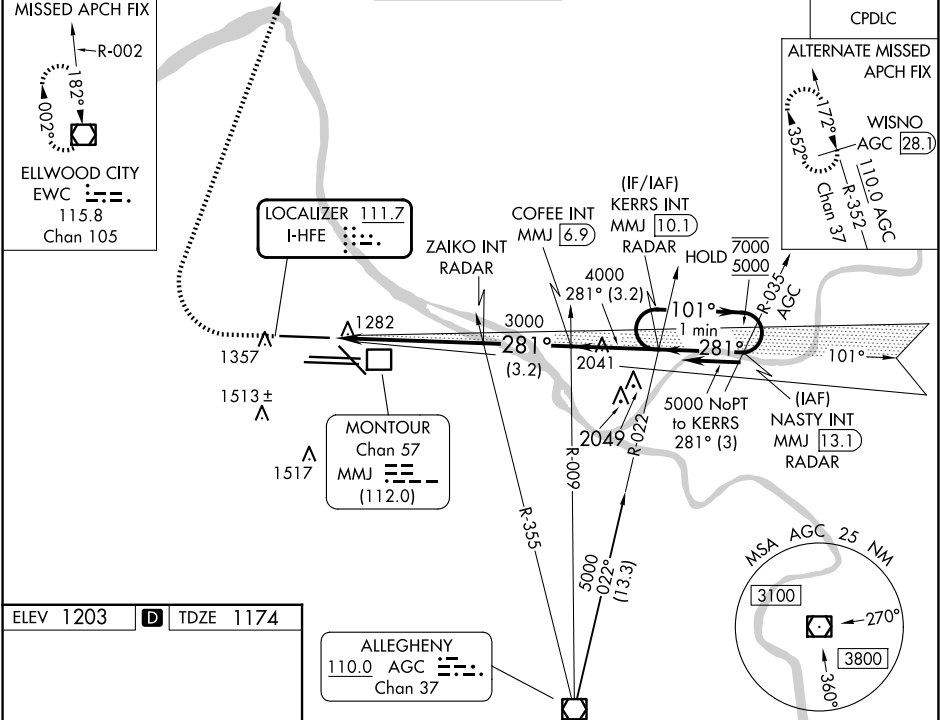 MISSED APCH FIX
R-002
182°
002°
ELLWOOD CITY
EWC
115.8
Chan 105
CPDLC
ALTERNATE MISSED
APCH FIX
172°
352°
WISNO
AGC 28.1
110.0 AGC
R-352
Chan 37
LOCALIZER 111.7
I-HFE
ZAIKO INT
RADAR
COFEE INT
MMJ 6.9
(IF/IAF)
KERRS INT
MMJ 10.1
RADAR
HOLD 7000
5000
R-035
AGC
4000
281° (3.2)
101°
1 min
281°
3000
281°
(3.2)
1282
1357
2041
101°
1513 ±
1517
MONTOUR
Chan 57
MMJ
(112.0)
2049
R-022
5000 NoPT
to KERRS
281° (3)
(IAF)
NASTY INT
MMJ 13.1
RADAR
R-009
R-355
5000
022°
(13.3)
MSA AGC 25 NM
3100
270°
3800
360°
ELEV 1203 D TDZE 1174
ALLEGHENY
110.0 AGC
Chan 37